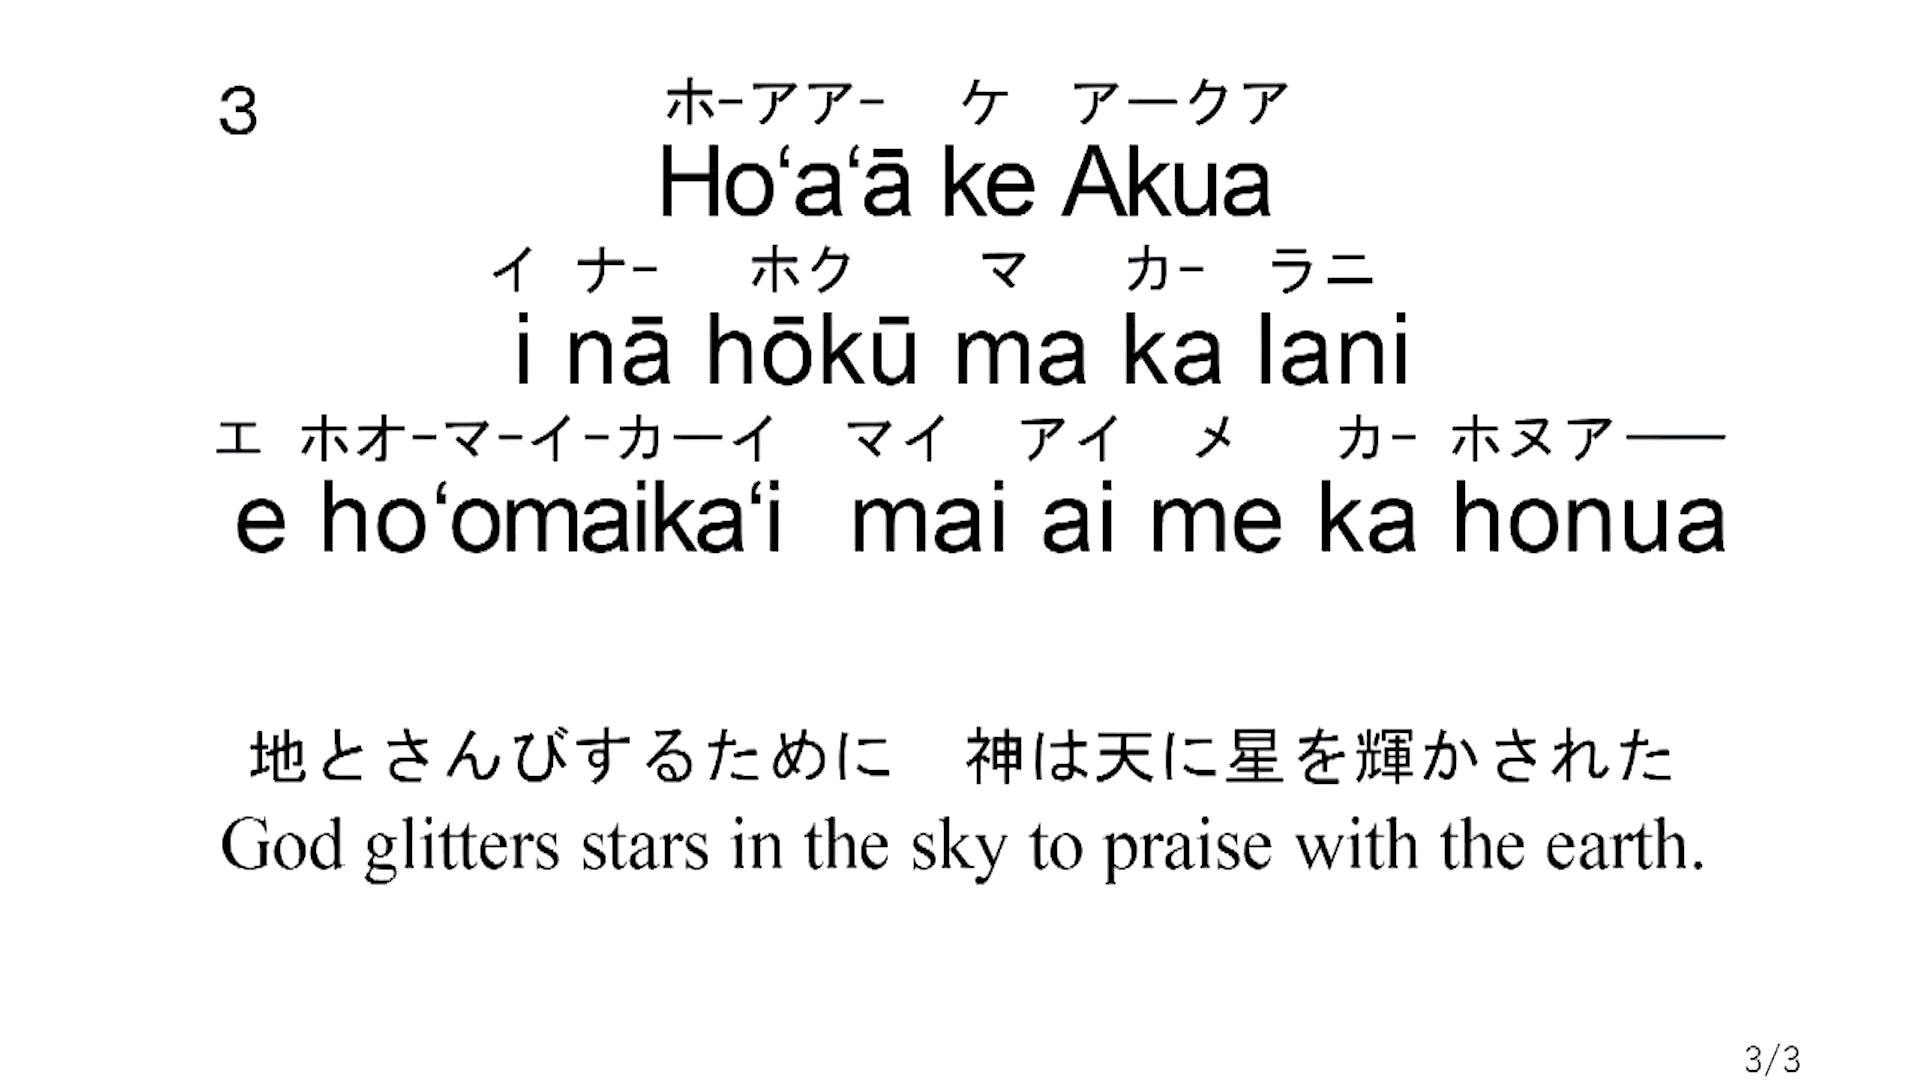 3
ホｰアアｰ ケ アークア
Hoʻaʻā ke Akua
イ ナｰ ホク マ カｰ ラニ
i nā hōkū ma ka lani
エ ホオｰマｰイｰカーイ マイ アイ メ カｰ ホヌア――
e hoʻomaikaʻi mai ai me ka honua
地とさんびするために　神は天に星を輝かされた
God glitters stars in the sky to praise with the earth.
3/3